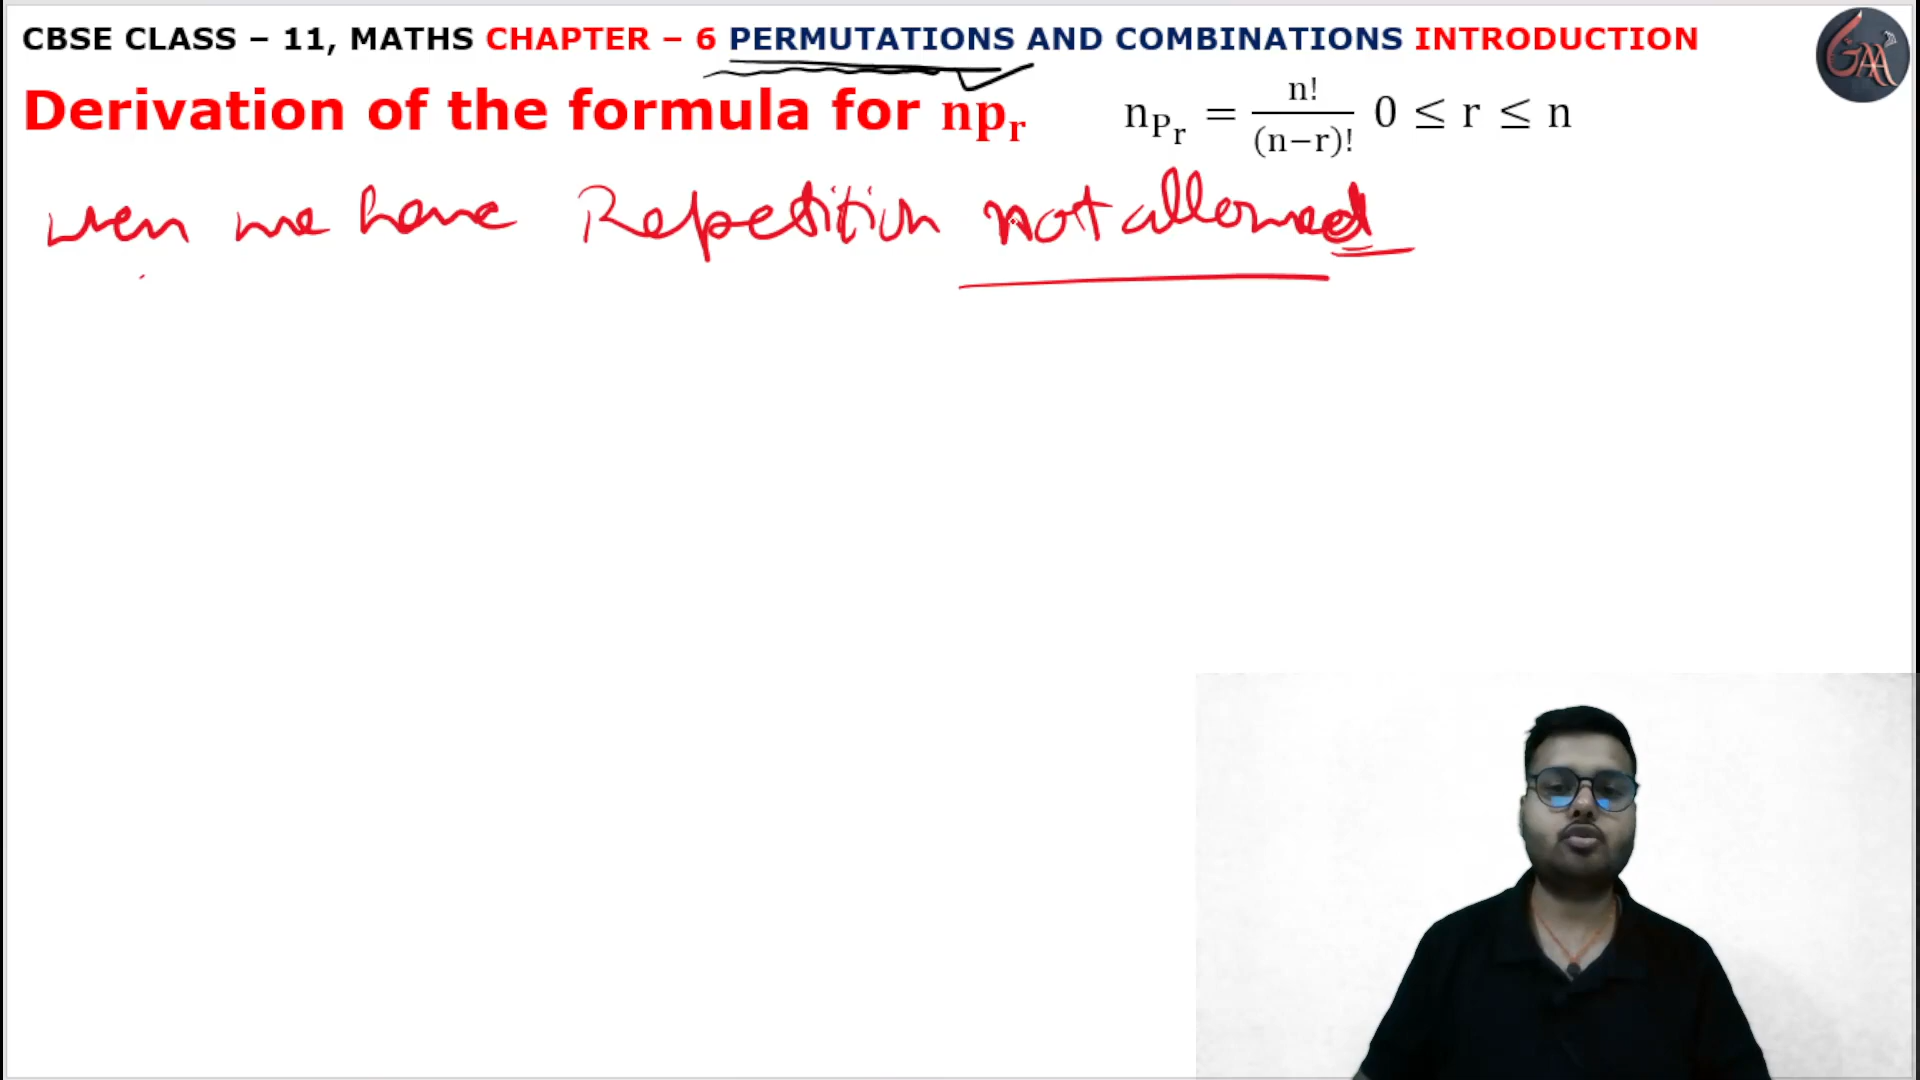 CBSE CLASS – 11, MATHS CHAPTER – 6 PERMUTATIONS AND COMBINATIONS INTRODUCTION
Derivation of the formula for npᵣ nPᵣ = n!/(n−r)! 0 ≤ r ≤ n
when we have Repetition not allowed